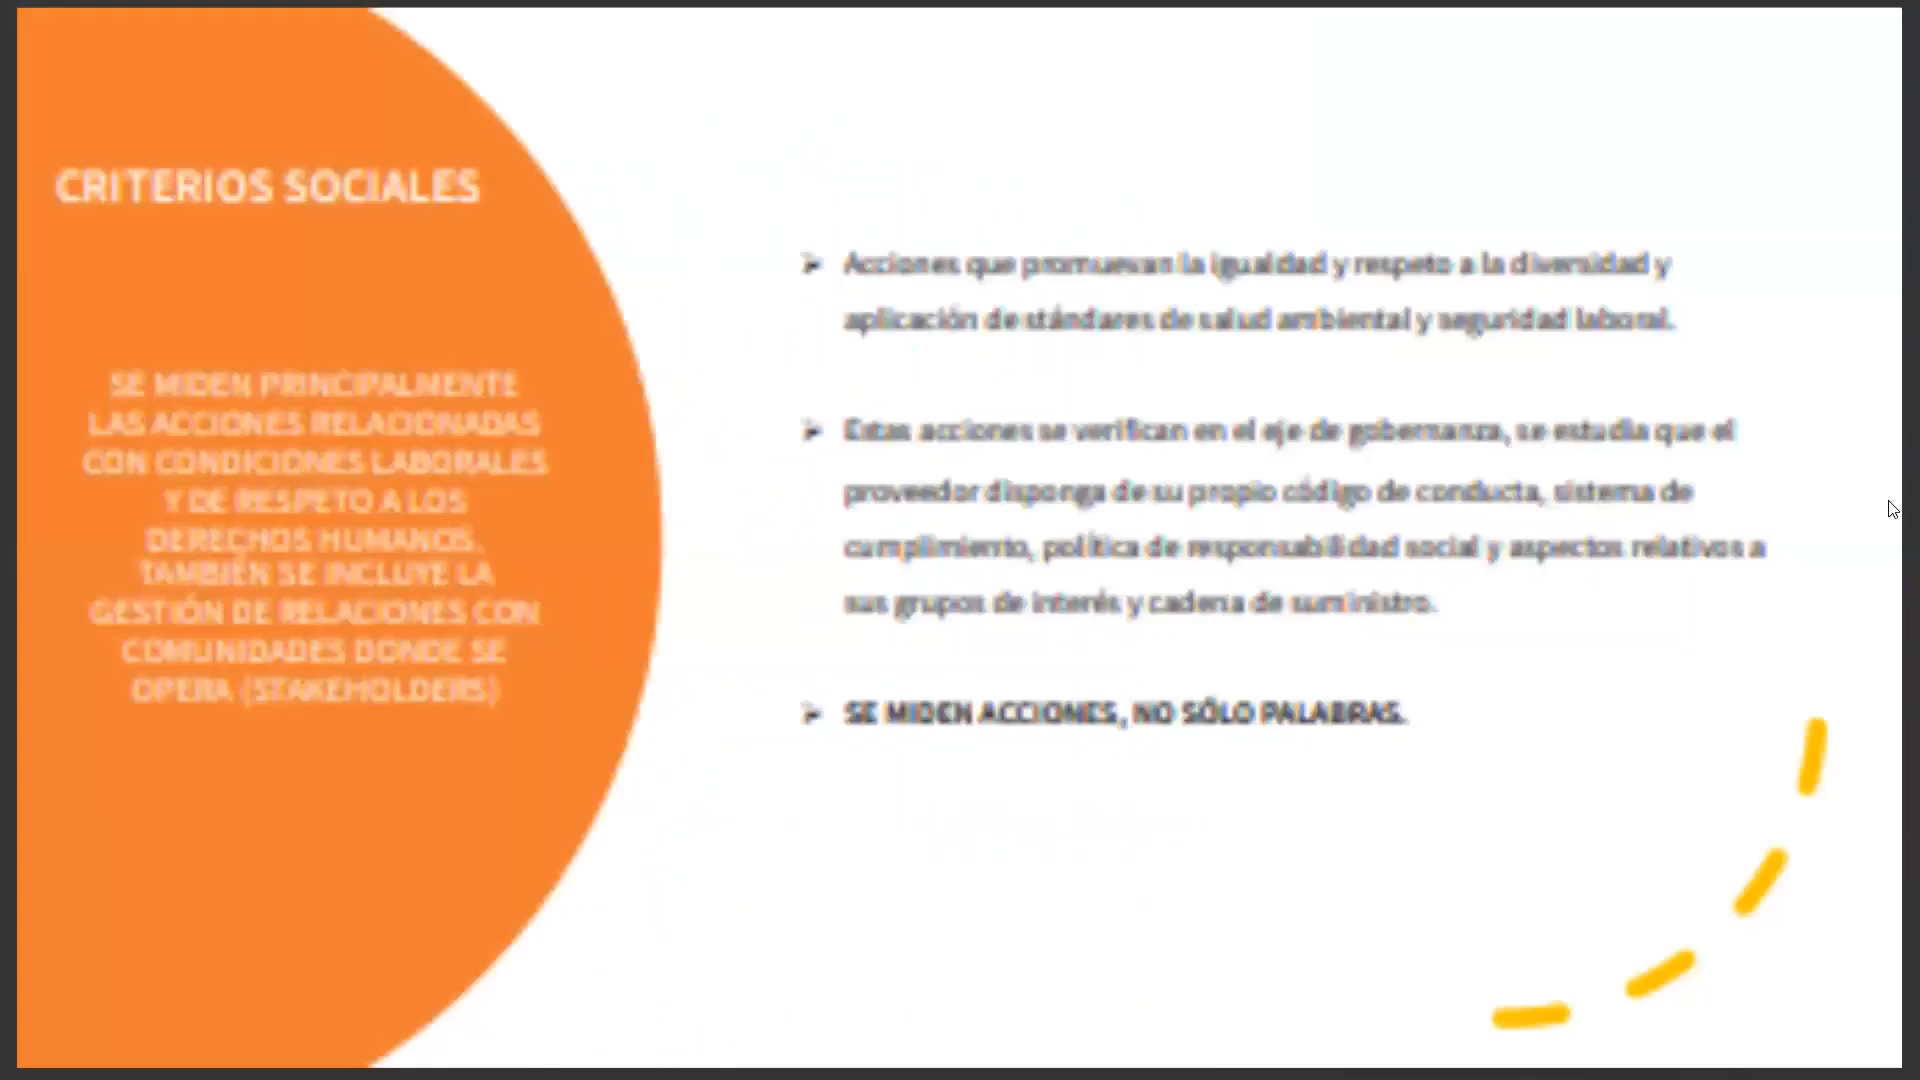 CRITERIOS SOCIALES
SE MIDEN PRINCIPALMENTE
LAS ACCIONES RELACIONADAS
CON CONDICIONES LABORALES
Y DE RESPETO A LOS
DERECHOS HUMANOS.
TAMBIÉN SE INCLUYE LA
GESTIÓN DE RELACIONES CON
COMUNIDADES DONDE SE
OPERA (STAKEHOLDERS)
➢ Acciones que promuevan la igualdad y respeto a la diversidad y
aplicación de stándares de salud ambiental y seguridad laboral.
➢ Estas acciones se verifican en el eje de gobernanza, se estudia que el
proveedor disponga de su propio código de conducta, sistema de
cumplimiento, política de responsabilidad social y aspectos relativos a
sus grupos de interés y cadena de suministro.
➢ SE MIDEN ACCIONES, NO SÓLO PALABRAS.